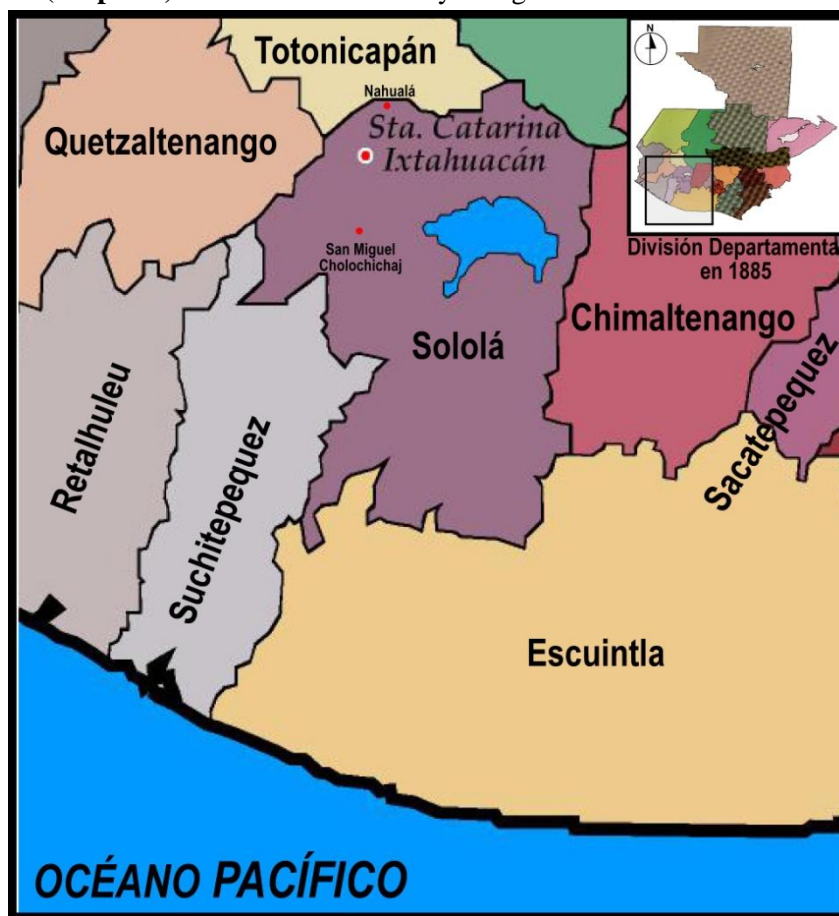 Totonicapán
Nahualá
Quetzaltenango
Sta. Catarina
Ixtahuacán
N
División Departamenta
en 1885
San Miguel
Cholochichaj
Chimaltenango
Sololá
Retalhuleu
Suchitepequez
Sacatepequez
Escuintla
OCÉANO PACÍFICO